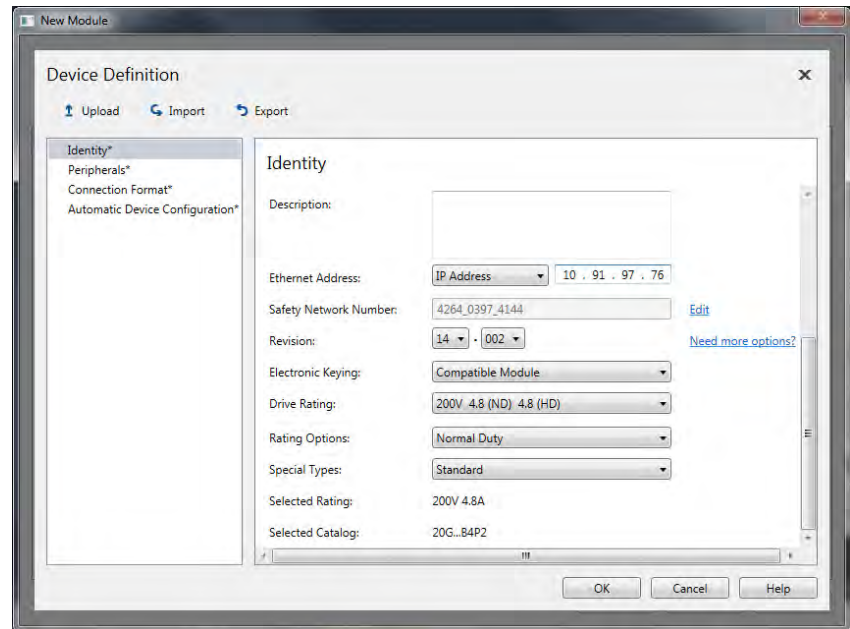 New Module
Device Definition
Upload Import Export
Identity*
Peripherals*
Connection Format*
Automatic Device Configuration*
Identity
Description:
Ethernet Address: IP Address 10 . 91 . 97 . 76
Safety Network Number: 4264_0397_4144 Edit
Revision: 14 - 002 Need more options?
Electronic Keying: Compatible Module
Drive Rating: 200V 4.8 (ND) 4.8 (HD)
Rating Options: Normal Duty
Special Types: Standard
Selected Rating: 200V 4.8A
Selected Catalog: 20G...B4P2
OK Cancel Help